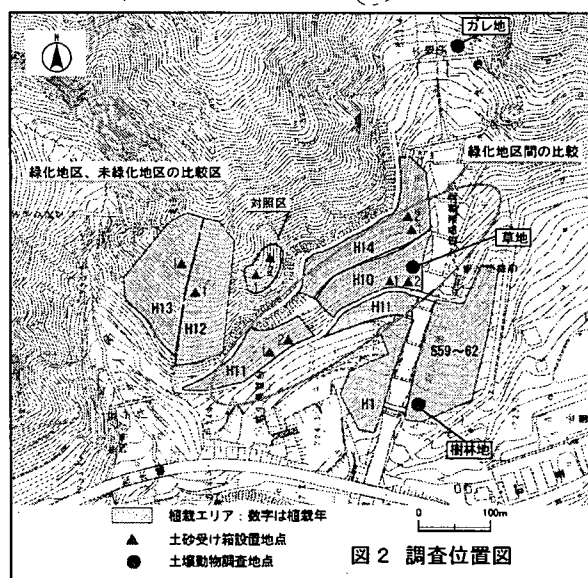 N
ガレ地
緑化地区、未緑化地区の比較区
緑化地区間の比較
対照区
H14
草地
H10
H13
H12
H11
H11
S59～62
H1
樹林地
植栽エリア：数字は植栽年
土砂受け箱設置地点
土壌動物調査地点
0 100m
図2 調査位置図